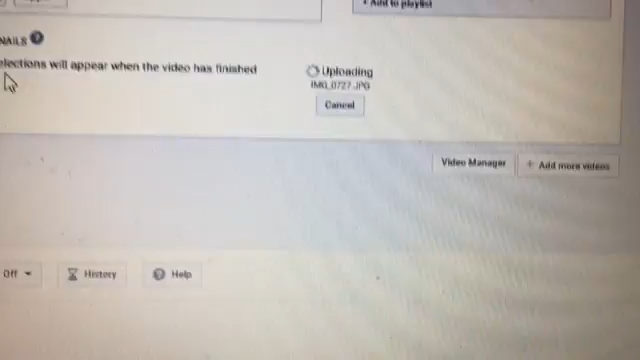 + Add to playlist
NAILS
elections will appear when the video has finished
Uploading
IMG_0727.JPG
Cancel
Video Manager
+ Add more videos
Off
History
Help